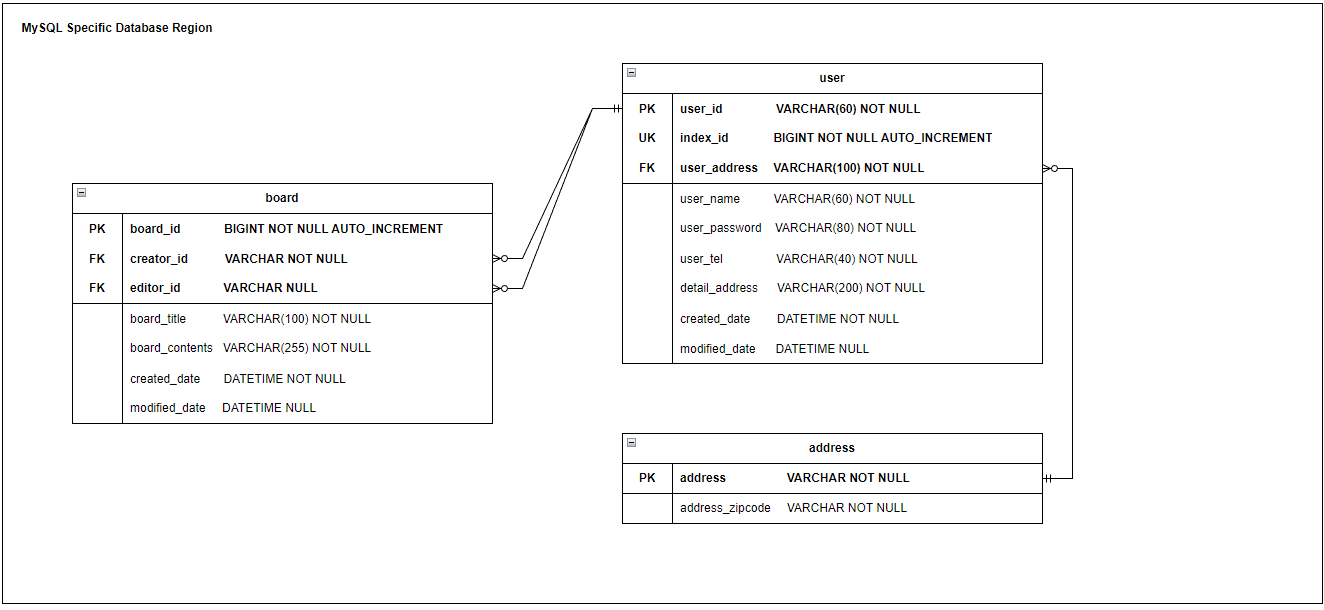 MySQL Specific Database Region
user
PK user_id VARCHAR(60) NOT NULL
UK index_id BIGINT NOT NULL AUTO_INCREMENT
FK user_address VARCHAR(100) NOT NULL
user_name VARCHAR(60) NOT NULL
user_password VARCHAR(80) NOT NULL
user_tel VARCHAR(40) NOT NULL
detail_address VARCHAR(200) NOT NULL
created_date DATETIME NOT NULL
modified_date DATETIME NULL
board
PK board_id BIGINT NOT NULL AUTO_INCREMENT
FK creator_id VARCHAR NOT NULL
FK editor_id VARCHAR NULL
board_title VARCHAR(100) NOT NULL
board_contents VARCHAR(255) NOT NULL
created_date DATETIME NOT NULL
modified_date DATETIME NULL
address
PK address VARCHAR NOT NULL
address_zipcode VARCHAR NOT NULL